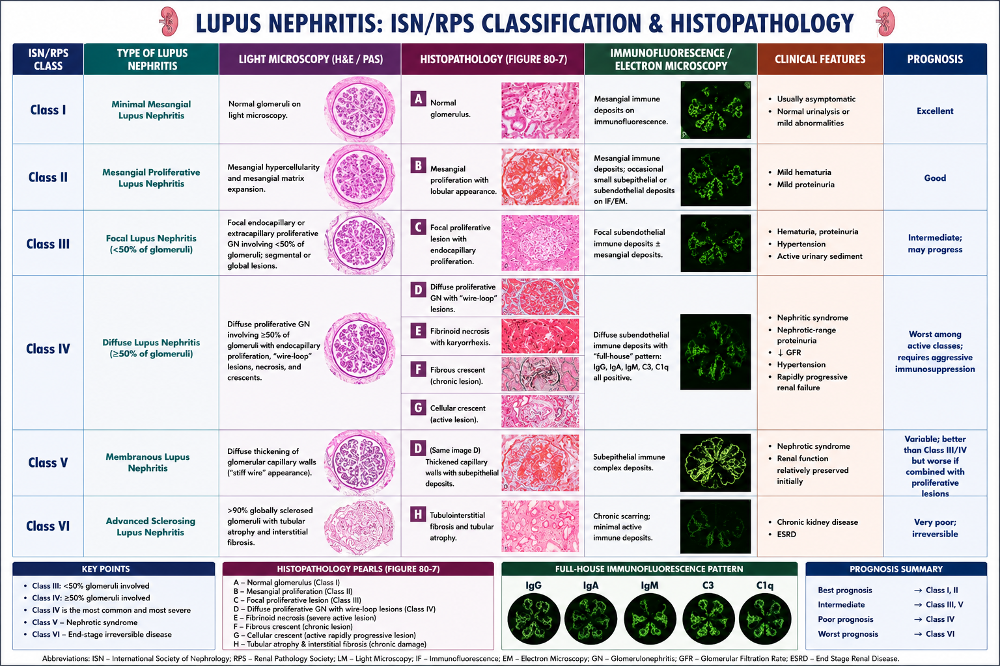 LUPUS NEPHRITIS: ISN/RPS CLASSIFICATION & HISTOPATHOLOGY
ISN/RPS
CLASS
TYPE OF LUPUS
NEPHRITIS
LIGHT MICROSCOPY (H&E / PAS)
HISTOPATHOLOGY (FIGURE 80-7)
IMMUNOFLUORESCENCE /
ELECTRON MICROSCOPY
CLINICAL FEATURES
PROGNOSIS
Class I
Minimal Mesangial
Lupus Nephritis
Normal glomeruli on
light microscopy.
A
Normal
glomerulus.
Mesangial immune
deposits on
immunofluorescence.
• Usually asymptomatic
• Normal urinalysis or
mild abnormalities
Excellent
Class II
Mesangial Proliferative
Lupus Nephritis
Mesangial hypercellularity
and mesangial matrix
expansion.
B
Mesangial
proliferation with
lobular appearance.
Mesangial immune
deposits; occasional
small subepithelial or
subendothelial deposits
on IF/EM.
• Mild hematuria
• Mild proteinuria
Good
Class III
Focal Lupus Nephritis
(<50% of glomeruli)
Focal endocapillary or
extracapillary proliferative
GN involving <50% of
glomeruli; segmental or
global lesions.
C
Focal proliferative
lesion with
endocapillary
proliferation.
Focal subendothelial
immune deposits ±
mesangial deposits.
• Hematuria, proteinuria
• Hypertension
• Active urinary sediment
Intermediate;
may progress
Class IV
Diffuse Lupus Nephritis
(≥50% of glomeruli)
Diffuse proliferative GN
involving ≥50% of
glomeruli with endocapillary
proliferation, “wire-loop”
lesions, necrosis, and
crescents.
D
Diffuse proliferative
GN with “wire-loop”
lesions.
E
Fibrinoid necrosis
with karyorrhexis.
F
Fibrous crescent
(chronic lesion).
G
Cellular crescent
(active lesion).
Diffuse subendothelial
immune deposits with
“full-house” pattern:
IgG, IgA, IgM, C3, C1q
all positive.
• Nephritic syndrome
• Nephrotic-range
proteinuria
• ↓ GFR
• Hypertension
• Rapidly progressive
renal failure
Worst among
active classes;
requires aggressive
immunosuppression
Class V
Membranous Lupus
Nephritis
Diffuse thickening of
glomerular capillary walls
(“stiff wire” appearance).
D
(Same image D)
Thickened capillary
walls with subepithelial
deposits.
Subepithelial immune
complex deposits.
• Nephrotic syndrome
• Renal function
relatively preserved
initially
Variable; better
than Class III/IV
but worse if
combined with
proliferative
lesions
Class VI
Advanced Sclerosing
Lupus Nephritis
>90% globally sclerosed
glomeruli with tubular
atrophy and interstitial
fibrosis.
H
Tubulointerstitial
fibrosis and tubular
atrophy.
Chronic scarring;
minimal active
immune deposits.
• Chronic kidney disease
• ESRD
Very poor;
irreversible
KEY POINTS
• Class III: <50% glomeruli involved
• Class IV: ≥50% glomeruli involved
• Class IV is the most common and most severe
• Class V – Nephrotic syndrome
• Class VI – End-stage irreversible disease
HISTOPATHOLOGY PEARLS (FIGURE 80-7)
A – Normal glomerulus (Class I)
B – Mesangial proliferation (Class II)
C – Focal proliferative lesion (Class III)
D – Diffuse proliferative GN with wire-loop lesions (Class IV)
E – Fibrinoid necrosis (severe active lesion)
F – Fibrous crescent (chronic lesion)
G – Cellular crescent (active rapidly progressive lesion)
H – Tubular atrophy & interstitial fibrosis (chronic damage)
FULL-HOUSE IMMUNOFLUORESCENCE PATTERN
IgG IgA IgM C3 C1q
PROGNOSIS SUMMARY
Best prognosis → Class I, II
Intermediate → Class III, V
Poor prognosis → Class IV
Worst prognosis → Class VI
Abbreviations: ISN – International Society of Nephrology; RPS – Renal Pathology Society; LM – Light Microscopy; IF – Immunofluorescence; EM – Electron Microscopy; GN – Glomerulonephritis; GFR – Glomerular Filtration Rate; ESRD – End Stage Renal Disease.